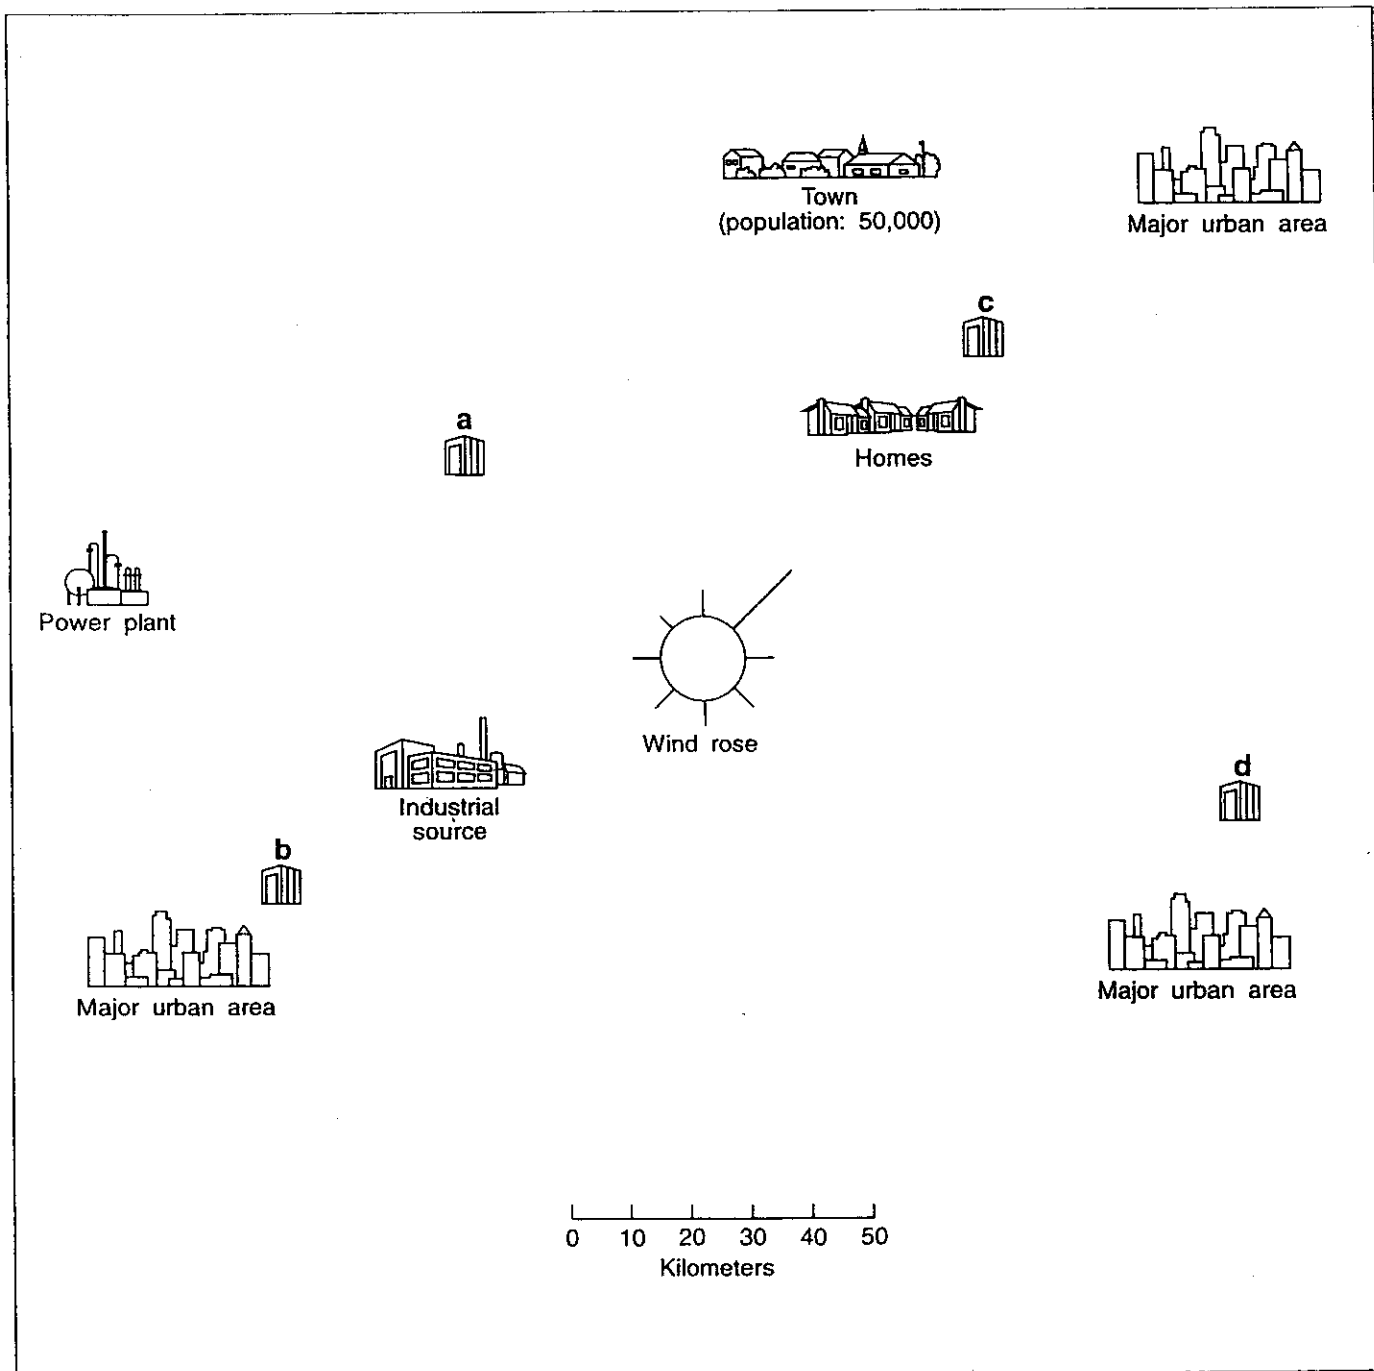 Town
(population: 50,000)
Major urban area
c
a
Homes
Power plant
Wind rose
d
Industrial
source
b
Major urban area
Major urban area
0 10 20 30 40 50
Kilometers